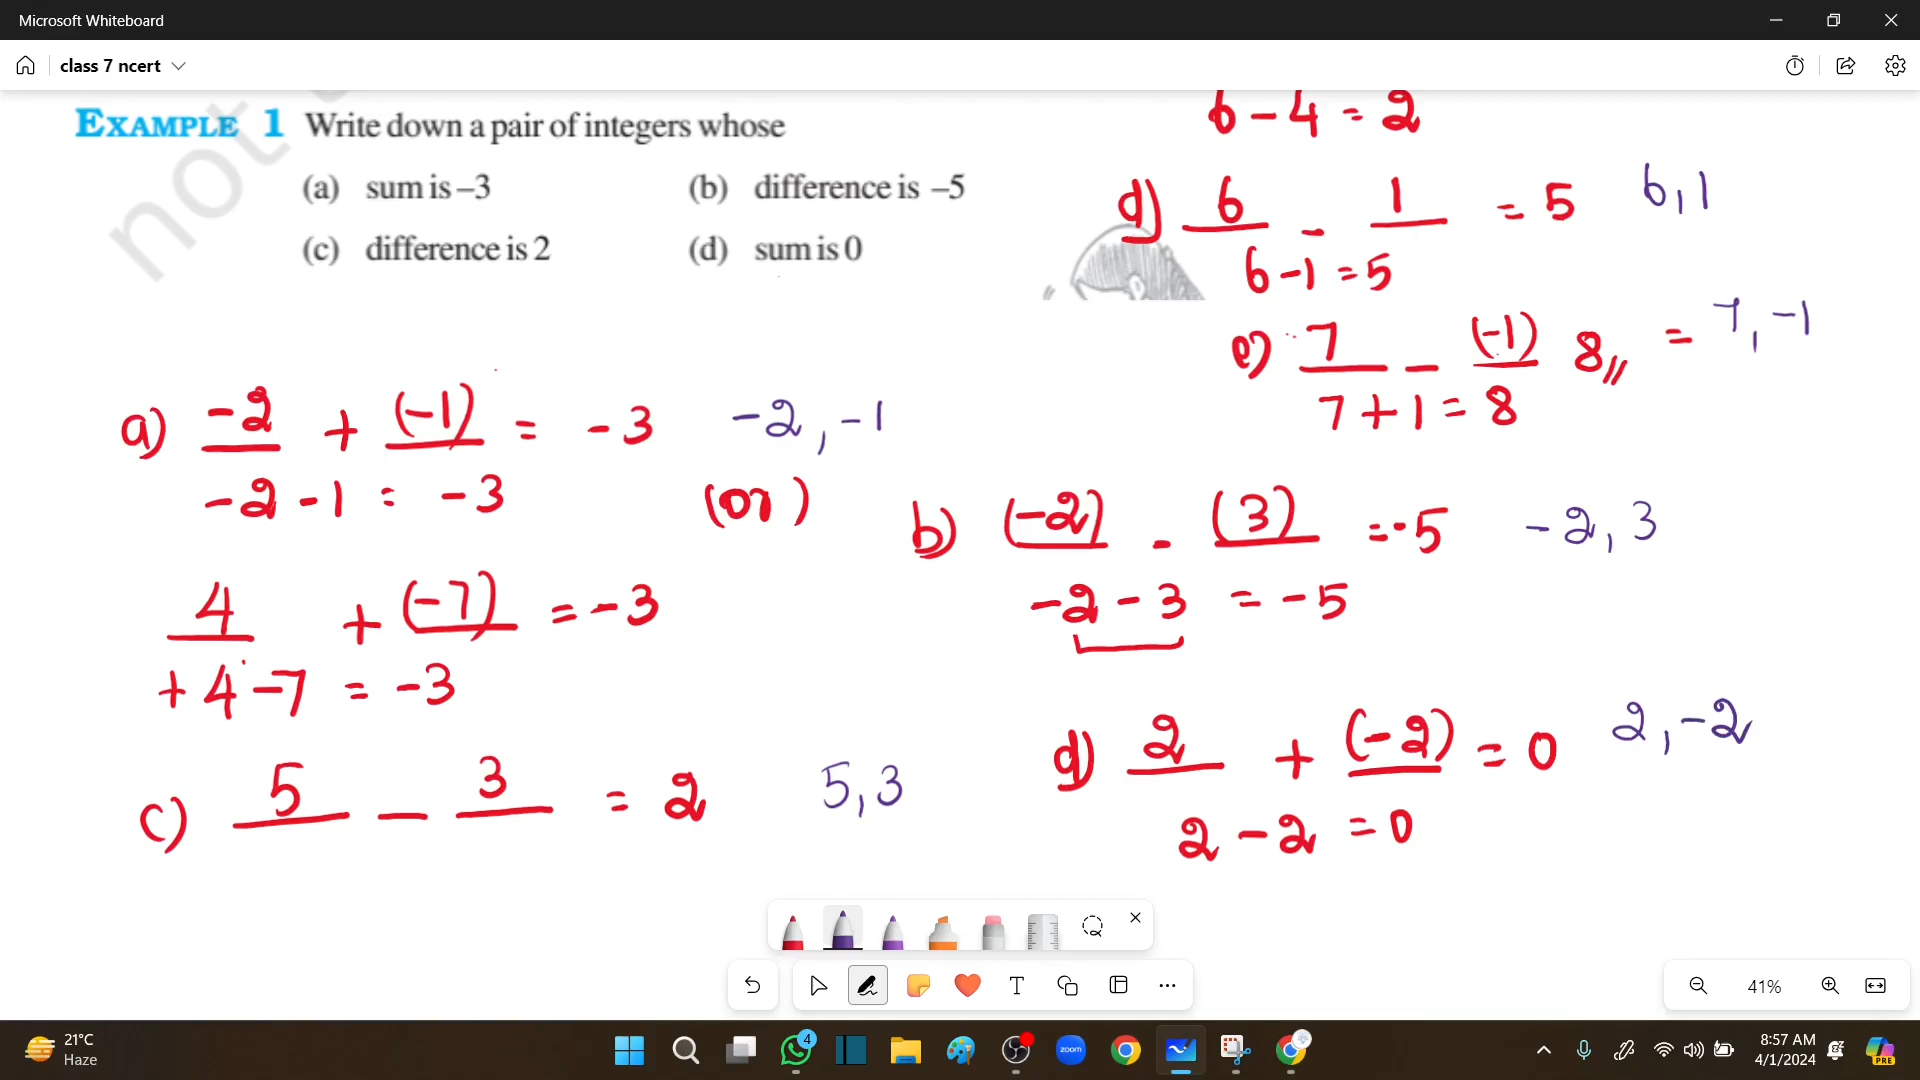 Microsoft Whiteboard
class 7 ncert
not
EXAMPLE 1 Write down a pair of integers whose
(a) sum is –3 (b) difference is –5
(c) difference is 2 (d) sum is 0
6 - 4 = 2
d) 6 - 1 = 5 6, 1
6 - 1 = 5
e) 7 - (-1) 8 = 7, -1
7 + 1 = 8
a) -2 + (-1) = -3 -2, -1
-2 - 1 = -3
(or)
4 + (-7) = -3
+4 - 7 = -3
b) (-2) - (3) = -5 -2, 3
-2 - 3 = -5
c) 5 - 3 = 2 5, 3
d) 2 + (-2) = 0 2, -2
2 - 2 = 0
41%
21°C
Haze
4
zoom
8:57 AM
4/1/2024
PRE